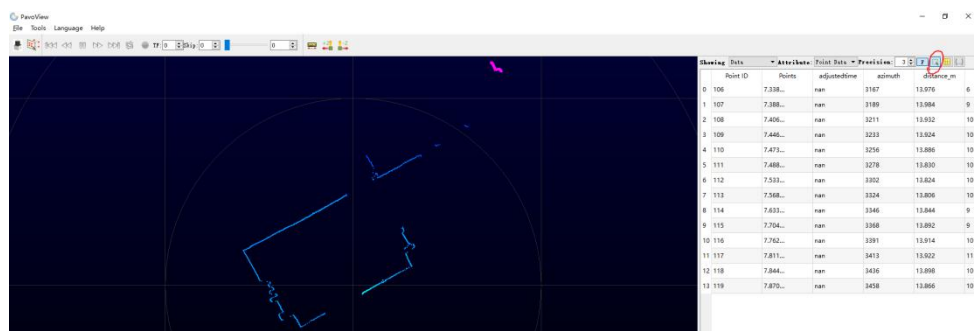 PavoView
File Tools Language Help
TF 0 Skip 0 0
Showing Data Attribute: Point Data Precision: 3 F
Point ID Points adjustedtime azimuth distance_m
0 106 7.338... nan 3167 13.976 6
1 107 7.388... nan 3189 13.984 9
2 108 7.406... nan 3211 13.932 10
3 109 7.446... nan 3233 13.924 10
4 110 7.473... nan 3256 13.886 10
5 111 7.488... nan 3278 13.830 10
6 112 7.533... nan 3302 13.824 10
7 113 7.568... nan 3324 13.806 10
8 114 7.633... nan 3346 13.844 9
9 115 7.704... nan 3368 13.892 9
10 116 7.762... nan 3391 13.914 10
11 117 7.811... nan 3413 13.922 11
12 118 7.844... nan 3436 13.898 10
13 119 7.870... nan 3458 13.866 10